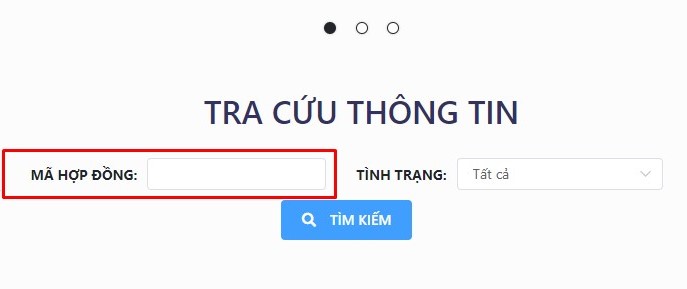 TRA CỨU THÔNG TIN
MÃ HỢP ĐỒNG: TÌNH TRẠNG: Tất cả
TÌM KIẾM